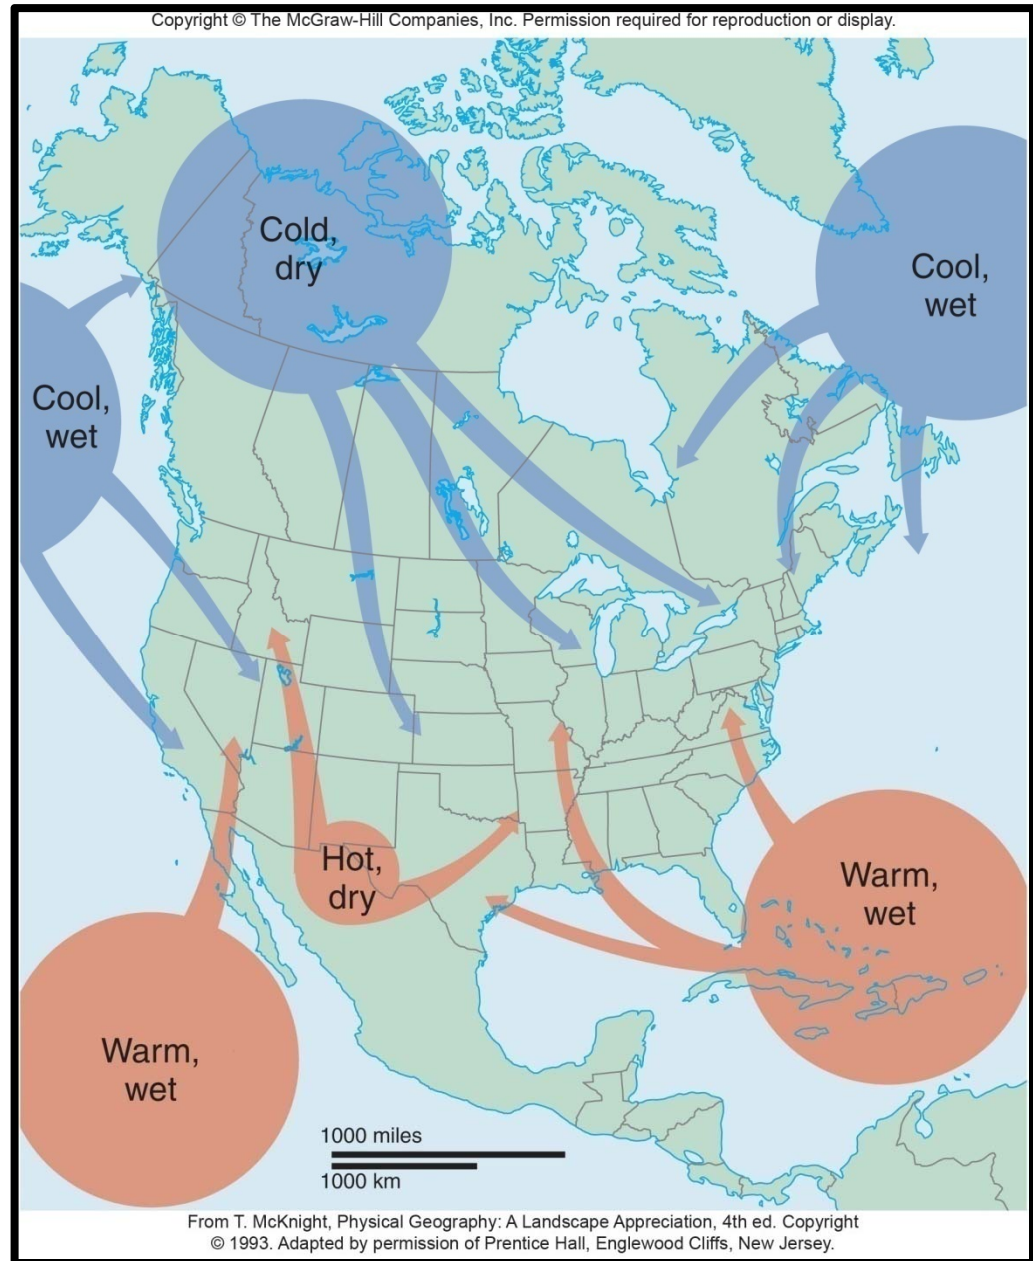 Copyright © The McGraw-Hill Companies, Inc. Permission required for reproduction or display.
Cold,
dry
Cool,
wet
Cool,
wet
Hot,
dry
Warm,
wet
Warm,
wet
1000 miles
1000 km
From T. McKnight, Physical Geography: A Landscape Appreciation, 4th ed. Copyright
© 1993. Adapted by permission of Prentice Hall, Englewood Cliffs, New Jersey.